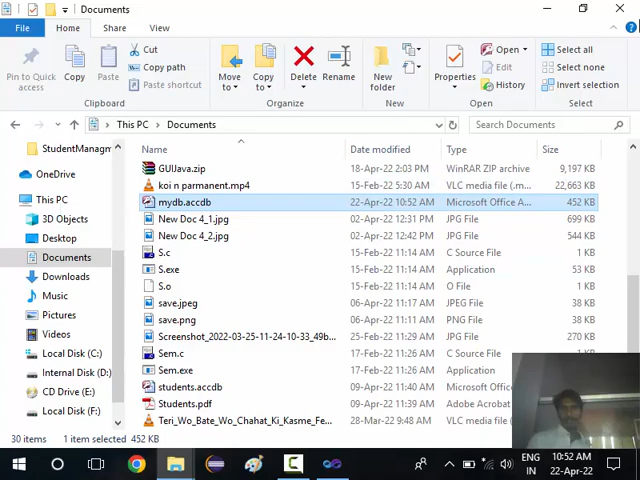 Documents
File Home Share View
Pin to Quick access
Copy
Paste
Cut
Copy path
Paste shortcut
Move to
Copy to
Delete
Rename
New folder
Properties
Open
Edit
History
Select all
Select none
Invert selection
Clipboard Organize New Open Select
This PC Documents
Search Documents
Name Date modified Type Size
StudentManagm
OneDrive
This PC
3D Objects
Desktop
Documents
Downloads
Music
Pictures
Videos
Local Disk (C:)
Internal Disk (D:)
CD Drive (E:)
Local Disk (F:)
GUIJava.zip 18-Apr-22 2:03 PM WinRAR ZIP archive 9,197 KB
koi n parmanent.mp4 15-Feb-22 5:30 AM VLC media file (.m... 22,663 KB
mydb.accdb 22-Apr-22 10:52 AM Microsoft Office A... 452 KB
New Doc 4_1.jpg 02-Apr-22 12:31 PM JPG File 699 KB
New Doc 4_2.jpg 02-Apr-22 12:42 PM JPG File 544 KB
S.c 15-Feb-22 11:14 AM C Source File 1 KB
S.exe 15-Feb-22 11:14 AM Application 53 KB
S.o 15-Feb-22 11:14 AM O File 2 KB
save.jpeg 06-Apr-22 11:17 AM JPEG File 38 KB
save.png 06-Apr-22 11:11 AM PNG File 38 KB
Screenshot_2022-03-25-11-24-10-33_49b... 25-Feb-22 11:29 AM JPG File 270 KB
Sem.c 17-Feb-22 11:26 AM C Source File 1 KB
Sem.exe 17-Feb-22 11:26 AM Application
students.accdb 09-Apr-22 11:40 AM Microsoft Offic
Students.pdf 09-Apr-22 11:39 AM Adobe Acrobat
Teri_Wo_Bate_Wo_Chahat_Ki_Kasme_Fe... 28-Mar-22 9:48 AM VLC media file
30 items 1 item selected 452 KB
ENG
IN
10:52 AM
22-Apr-22